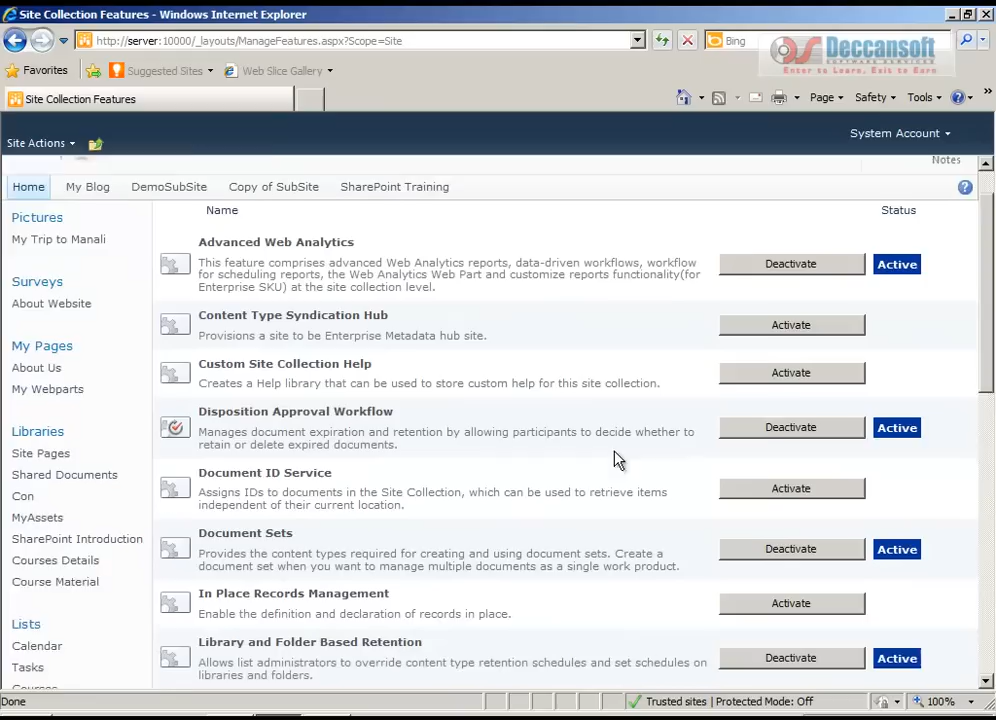 Site Collection Features - Windows Internet Explorer
http://server:10000/_layouts/ManageFeatures.aspx?Scope=Site
Bing
Deccansoft
SOFTWARE SERVICES
Enter to Learn, Exit to Earn
Favorites
Suggested Sites
Web Slice Gallery
Site Collection Features
Page
Safety
Tools
»
Site Actions
System Account
Notes
Home
My Blog
DemoSubSite
Copy of SubSite
SharePoint Training
Pictures
My Trip to Manali
Surveys
About Website
My Pages
About Us
My Webparts
Libraries
Site Pages
Shared Documents
Con
MyAssets
SharePoint Introduction
Courses Details
Course Material
Lists
Calendar
Tasks
Courses
Name
Status
Advanced Web Analytics
This feature comprises advanced Web Analytics reports, data-driven workflows, workflow
for scheduling reports, the Web Analytics Web Part and customize reports functionality(for
Enterprise SKU) at the site collection level.
Deactivate
Active
Content Type Syndication Hub
Provisions a site to be Enterprise Metadata hub site.
Activate
Custom Site Collection Help
Creates a Help library that can be used to store custom help for this site collection.
Activate
Disposition Approval Workflow
Manages document expiration and retention by allowing participants to decide whether to
retain or delete expired documents.
Deactivate
Active
Document ID Service
Assigns IDs to documents in the Site Collection, which can be used to retrieve items
independent of their current location.
Activate
Document Sets
Provides the content types required for creating and using document sets. Create a
document set when you want to manage multiple documents as a single work product.
Deactivate
Active
In Place Records Management
Enable the definition and declaration of records in place.
Activate
Library and Folder Based Retention
Allows list administrators to override content type retention schedules and set schedules on
libraries and folders.
Deactivate
Active
Done
Trusted sites | Protected Mode: Off
100%